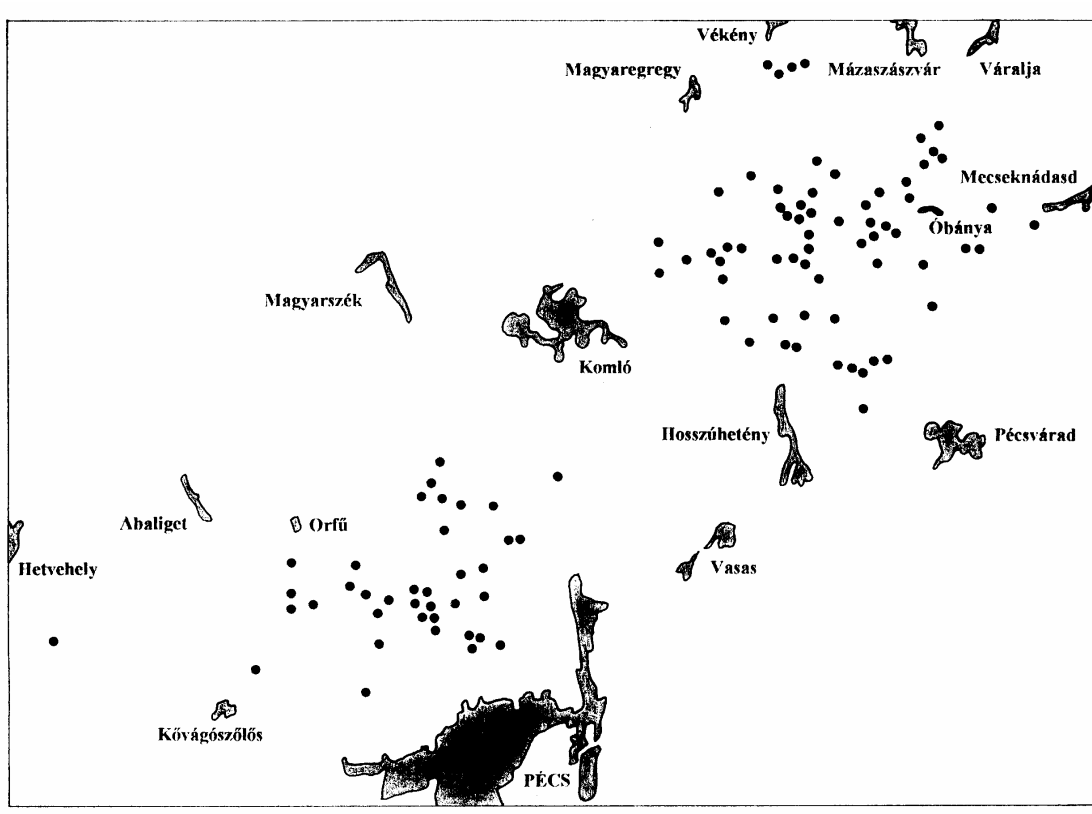 Vékény
Magyaregregy
Mázaszászvár
Váralja
Mecseknádasd
Óbánya
Magyarszék
Komló
Hosszúhetény
Pécsvárad
Abaliget
Orfű
Hetvehely
Vasas
Kővágószőlős
PÉCS